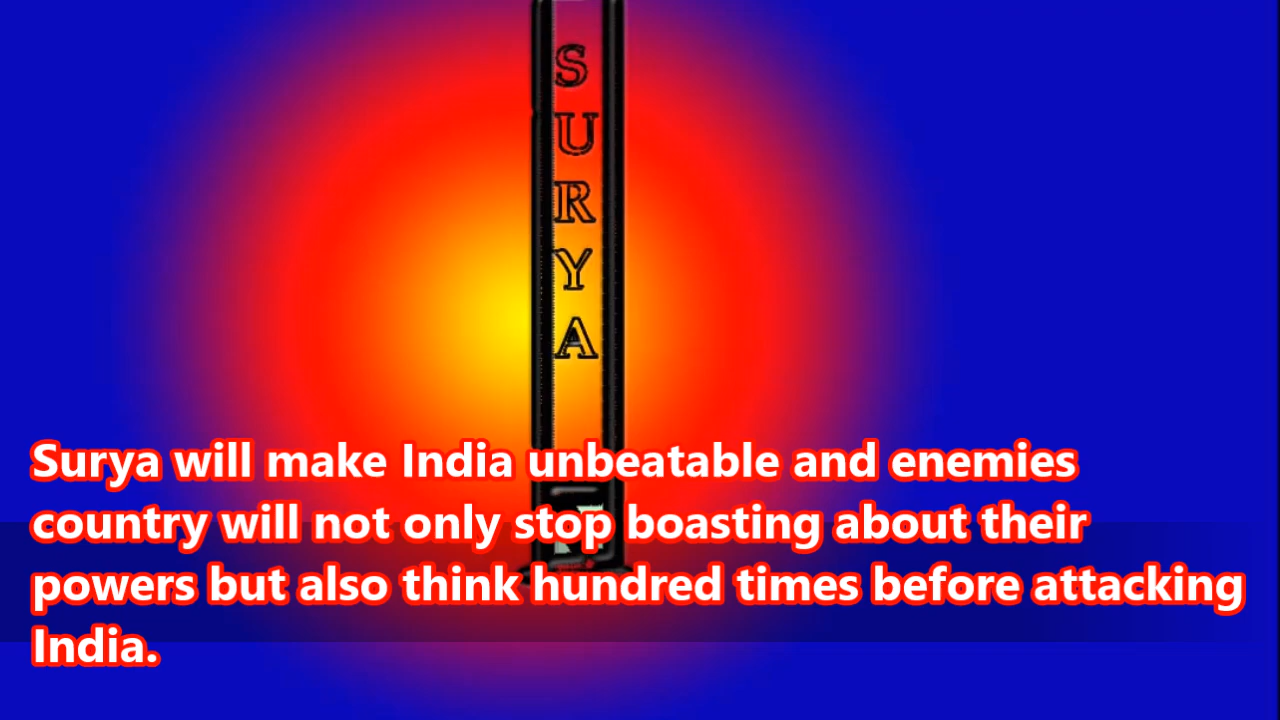 S
U
R
Y
A
Surya will make India unbeatable and enemies
country will not only stop boasting about their
powers but also think hundred times before attacking
India.